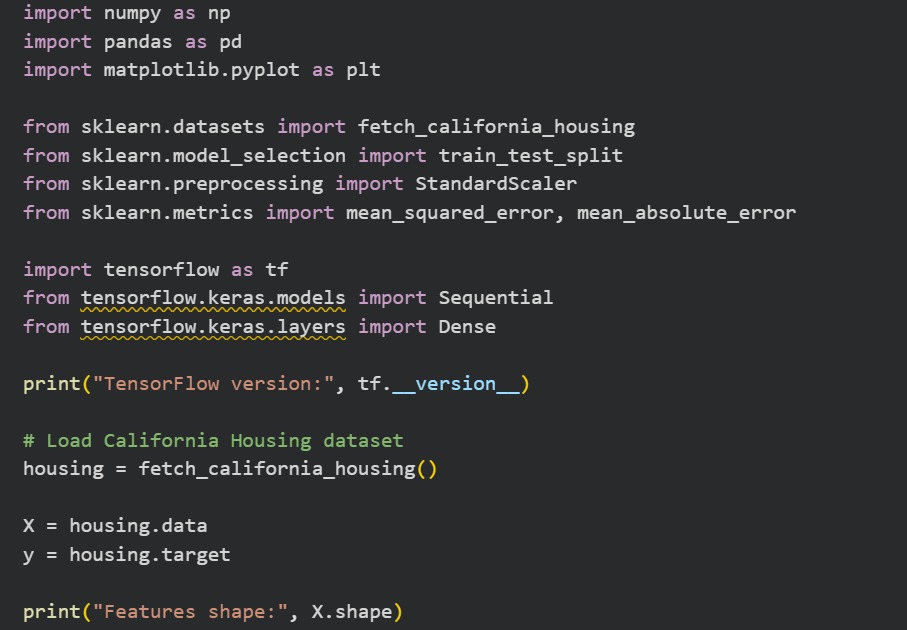 import numpy as np
import pandas as pd
import matplotlib.pyplot as plt
from sklearn.datasets import fetch_california_housing
from sklearn.model_selection import train_test_split
from sklearn.preprocessing import StandardScaler
from sklearn.metrics import mean_squared_error, mean_absolute_error
import tensorflow as tf
from tensorflow.keras.models import Sequential
from tensorflow.keras.layers import Dense
print("TensorFlow version:", tf.__version__)
# Load California Housing dataset
housing = fetch_california_housing()
X = housing.data
y = housing.target
print("Features shape:", X.shape)